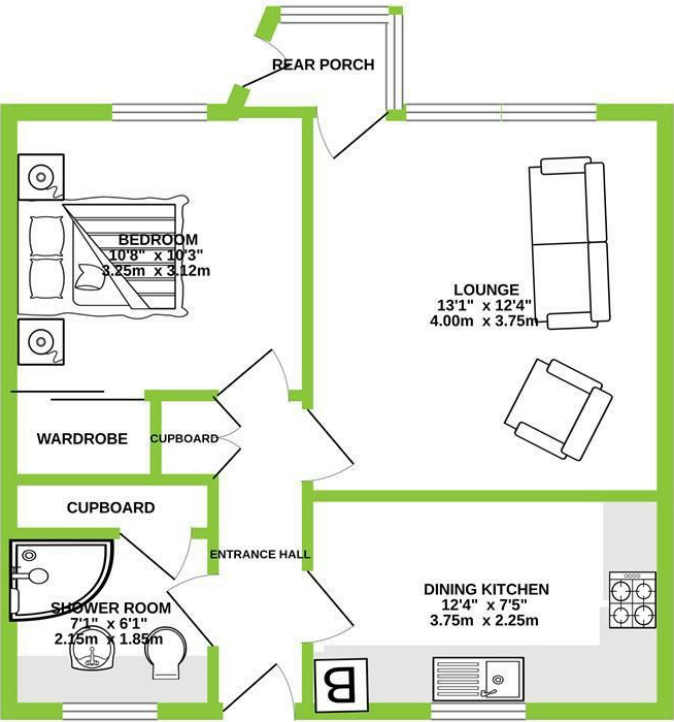 REAR PORCH
BEDROOM
10'8" x 10'3"
3.25m x 3.12m
LOUNGE
13'1" x 12'4"
4.00m x 3.75m
WARDROBE
CUPBOARD
CUPBOARD
ENTRANCE HALL
DINING KITCHEN
12'4" x 7'5"
3.75m x 2.25m
SHOWER ROOM
7'1" x 6'1"
2.15m x 1.85m
B